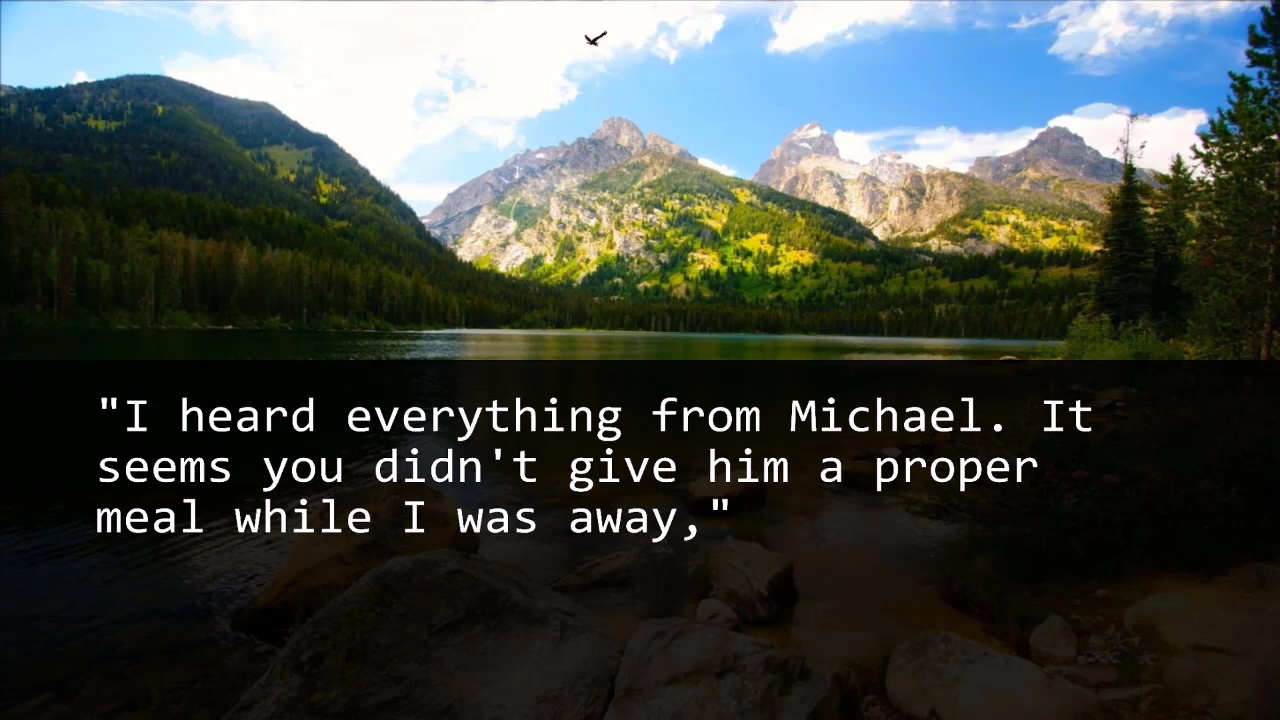 "I heard everything from Michael. It
seems you didn't give him a proper
meal while I was away,"